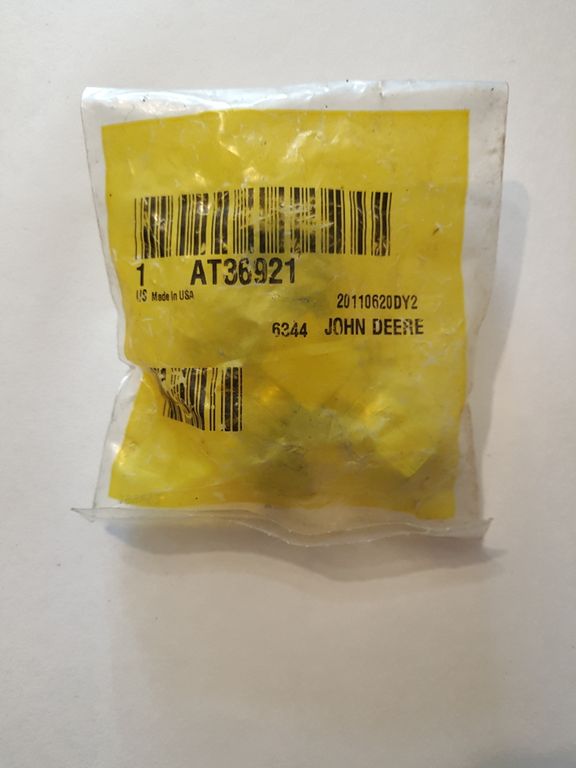 1 AT36921
US Made in USA
20110620DY2
6344 JOHN DEERE